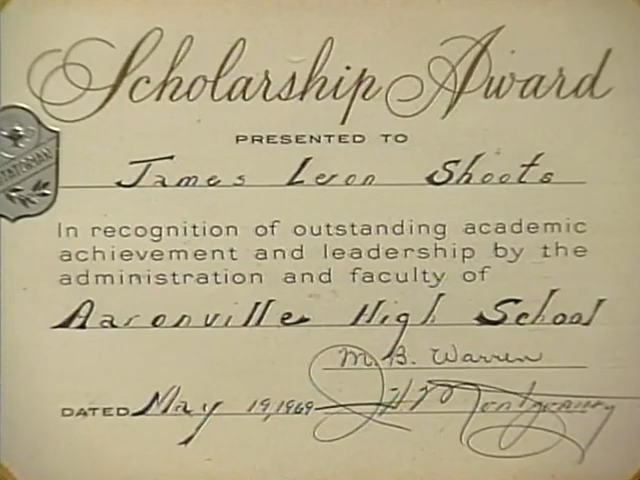 Scholarship Award
PRESENTED TO
James Leon Shoots
In recognition of outstanding academic
achievement and leadership by the
administration and faculty of
Aaronville High School
M. B. Warren
DATED May 19, 1969 Montgomery